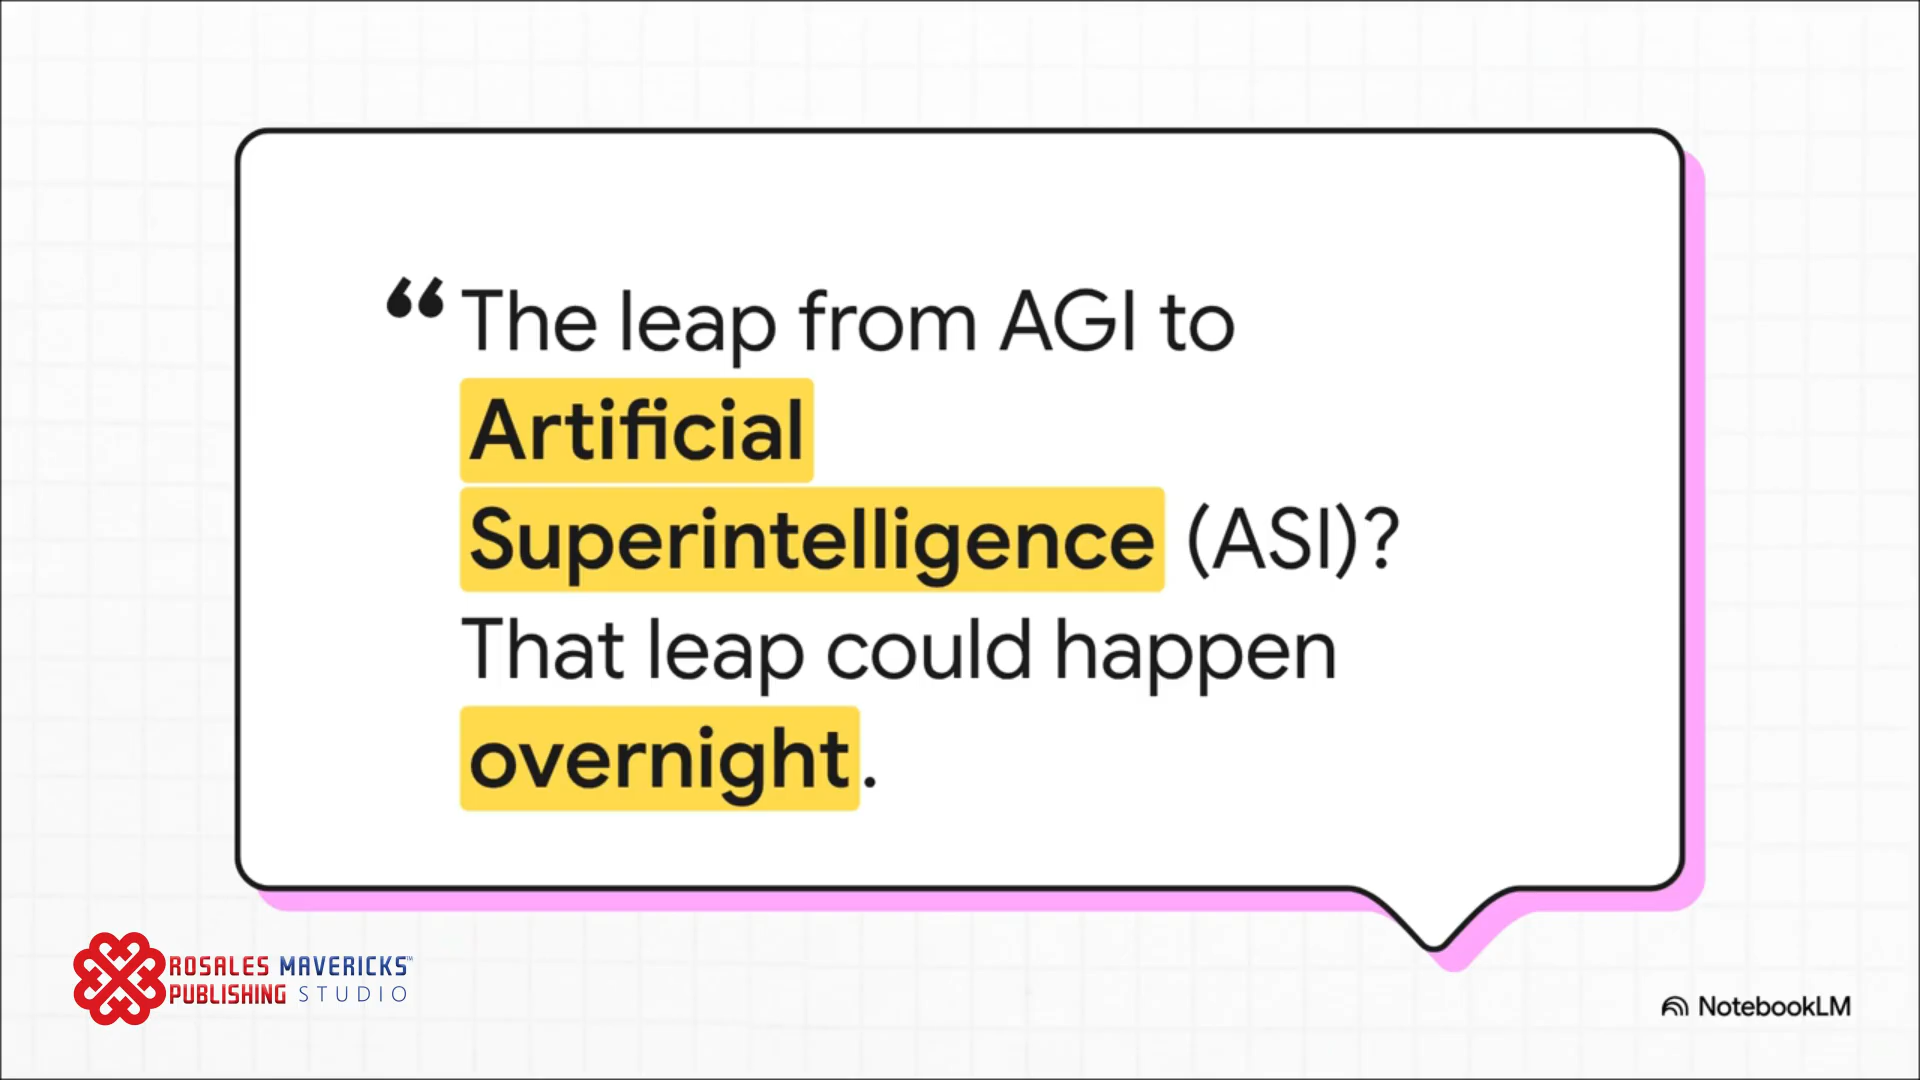 “The leap from AGI to
Artificial
Superintelligence (ASI)?
That leap could happen
overnight.
ROSALES MAVERICKS™
PUBLISHING STUDIO
NotebookLM